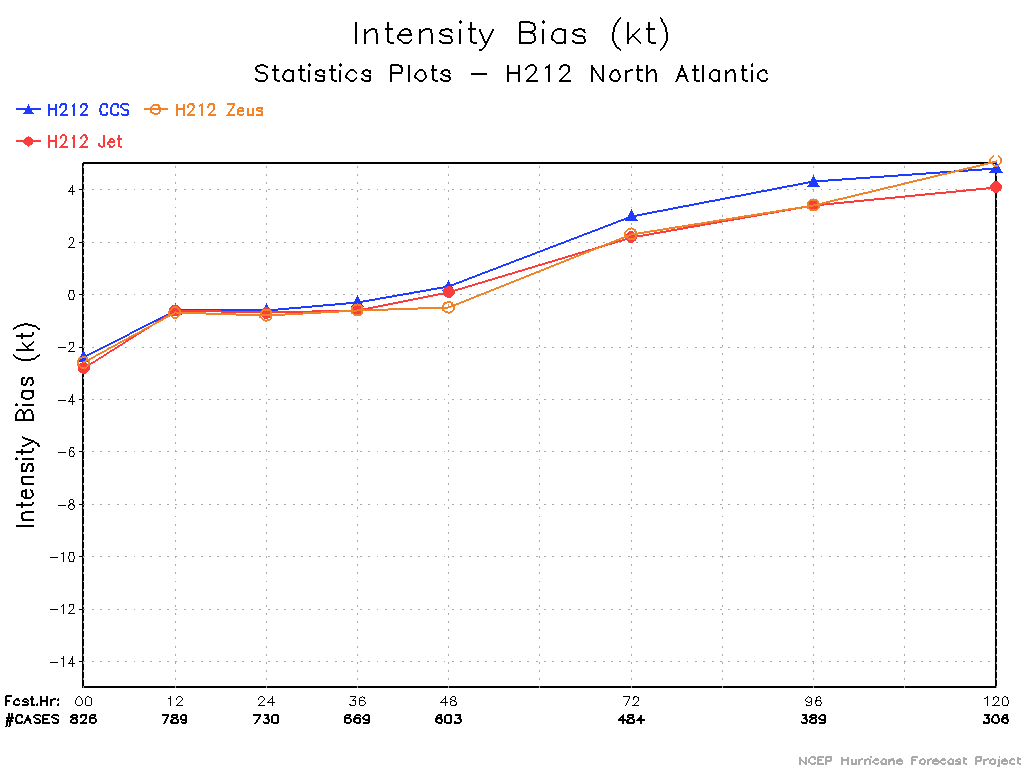 Intensity Bias (kt)
Statistics Plots - H212 North Atlantic
H212 CCS H212 Zeus
H212 Jet
4
2
0
-2
-4
-6
-8
-10
-12
-14
Intensity Bias (kt)
Fcst.Hr: 00 12 24 36 48 72 96 120
#CASES 826 789 730 669 603 484 389 306
NCEP Hurricane Forecast Project